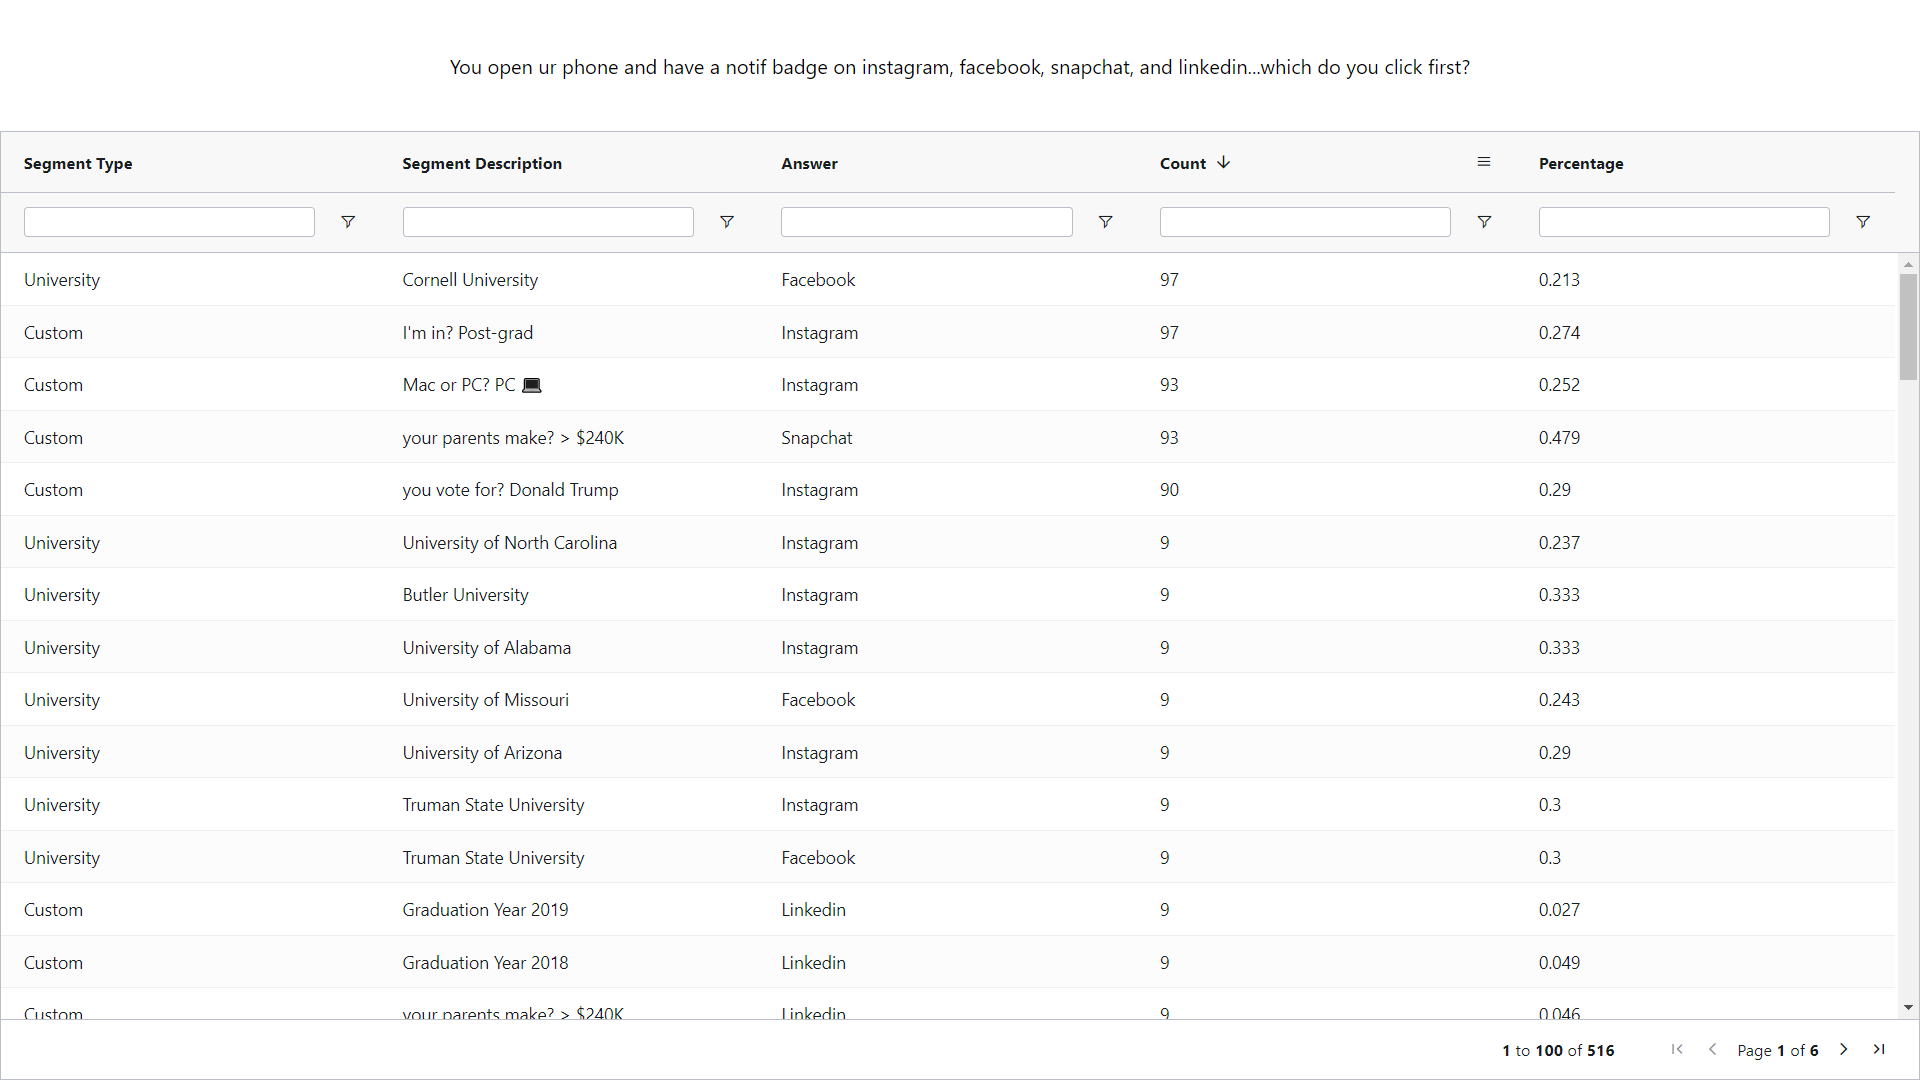 You open ur phone and have a notif badge on instagram, facebook, snapchat, and linkedin...which do you click first?
Segment Type Segment Description Answer Count Percentage
University Cornell University Facebook 97 0.213
Custom I'm in? Post-grad Instagram 97 0.274
Custom Mac or PC? PC 💻 Instagram 93 0.252
Custom your parents make? > $240K Snapchat 93 0.479
Custom you vote for? Donald Trump Instagram 90 0.29
University University of North Carolina Instagram 9 0.237
University Butler University Instagram 9 0.333
University University of Alabama Instagram 9 0.333
University University of Missouri Facebook 9 0.243
University University of Arizona Instagram 9 0.29
University Truman State University Instagram 9 0.3
University Truman State University Facebook 9 0.3
Custom Graduation Year 2019 Linkedin 9 0.027
Custom Graduation Year 2018 Linkedin 9 0.049
Custom your parents make? > $240K Linkedin 9 0.046
1 to 100 of 516 Page 1 of 6